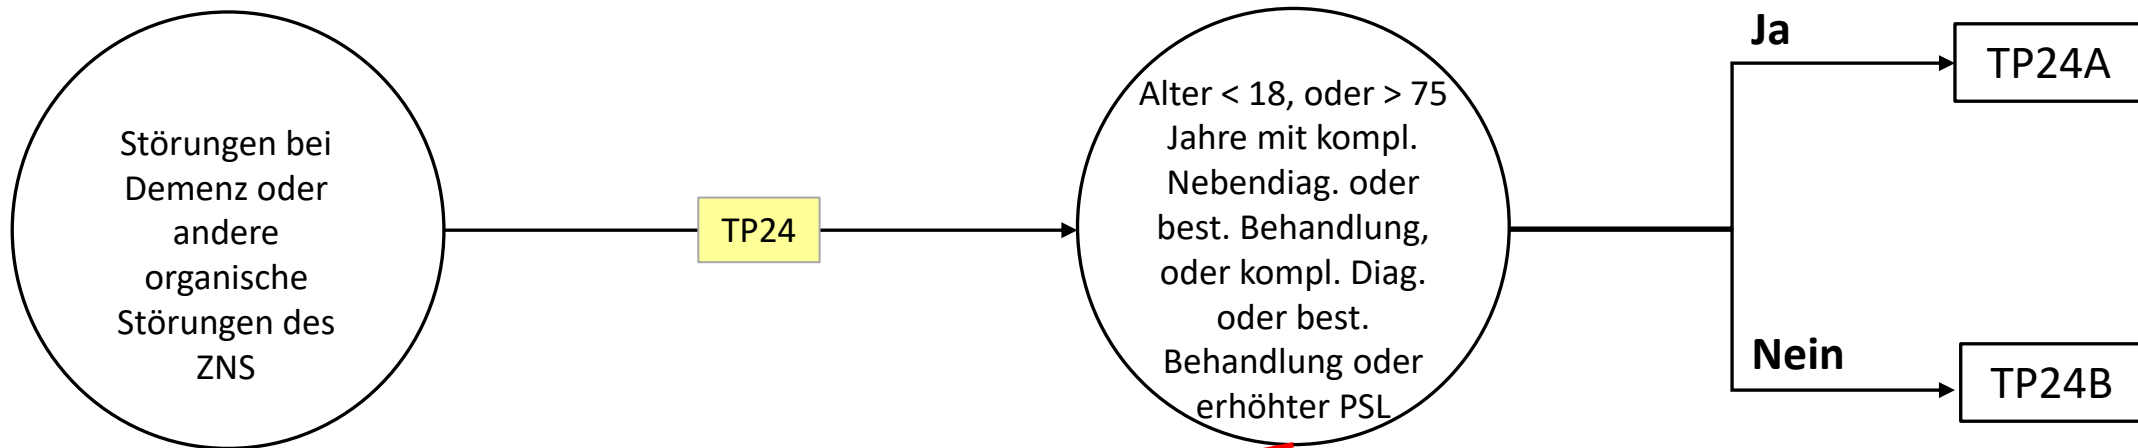 Störungen bei
Demenz oder
andere
organische
Störungen des
ZNS
TP24
Alter < 18, oder > 75
Jahre mit kompl.
Nebendiag. oder
best. Behandlung,
oder kompl. Diag.
oder best.
Behandlung oder
erhöhter PSL
Ja
TP24A
Nein
TP24B